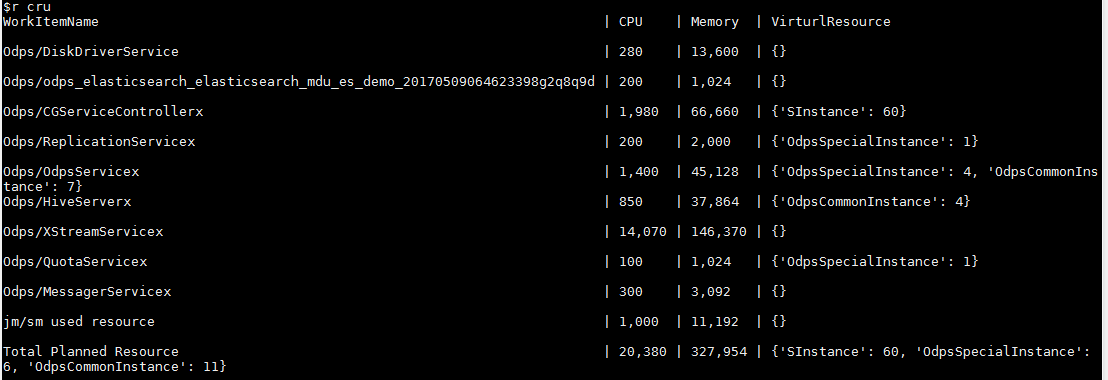 $r cru
WorkItemName | CPU | Memory | VirturlResource
Odps/DiskDriverService | 280 | 13,600 | {}
Odps/odps_elasticsearch_elasticsearch_mdu_es_demo_20170509064623398g2q8q9d | 200 | 1,024 | {}
Odps/CGServiceControllerx | 1,980 | 66,660 | {'SInstance': 60}
Odps/ReplicationServicex | 200 | 2,000 | {'OdpsSpecialInstance': 1}
Odps/OdpsServicex | 1,400 | 45,128 | {'OdpsSpecialInstance': 4, 'OdpsCommonIns
tance': 7}
Odps/HiveServerx | 850 | 37,864 | {'OdpsCommonInstance': 4}
Odps/XStreamServicex | 14,070 | 146,370 | {}
Odps/QuotaServicex | 100 | 1,024 | {'OdpsSpecialInstance': 1}
Odps/MessagerServicex | 300 | 3,092 | {}
jm/sm used resource | 1,000 | 11,192 | {}
Total Planned Resource | 20,380 | 327,954 | {'SInstance': 60, 'OdpsSpecialInstance':
6, 'OdpsCommonInstance': 11}